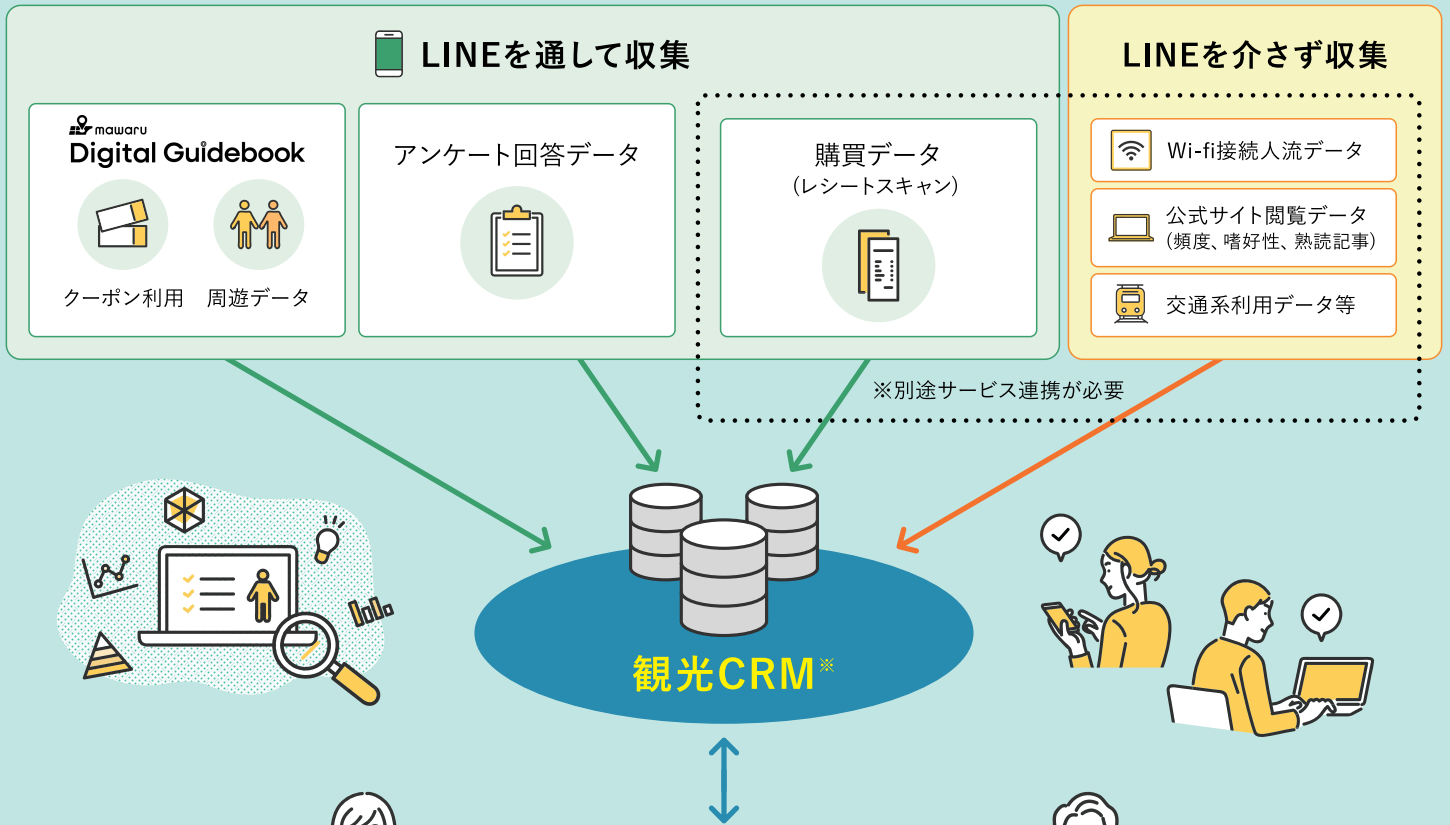 LINEを通して収集
LINEを介さず収集
mawaru
Digital Guidebook
クーポン利用
周遊データ
アンケート回答データ
購買データ
(レシートスキャン)
Wi-fi接続人流データ
公式サイト閲覧データ
(頻度、嗜好性、熟読記事)
交通系利用データ等
※別途サービス連携が必要
観光CRM※